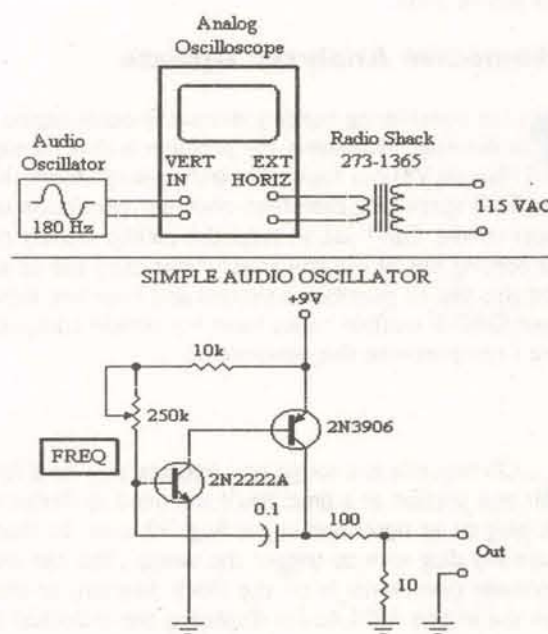 Analog
Oscilloscope
Audio
Oscillator
180 Hz
VERT
IN
EXT
HORIZ
Radio Shack
273-1365
115 VAC
SIMPLE AUDIO OSCILLATOR
+9V
10k
250k
2N3906
FREQ
2N2222A
0.1
100
Out
10